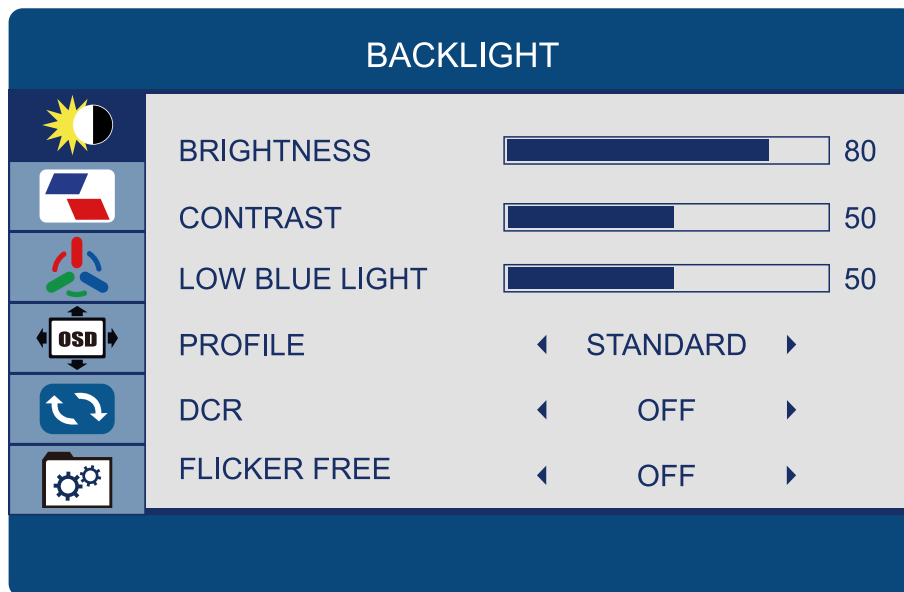 BACKLIGHT
BRIGHTNESS 80
CONTRAST 50
LOW BLUE LIGHT 50
PROFILE STANDARD
OSD
DCR OFF
FLICKER FREE OFF